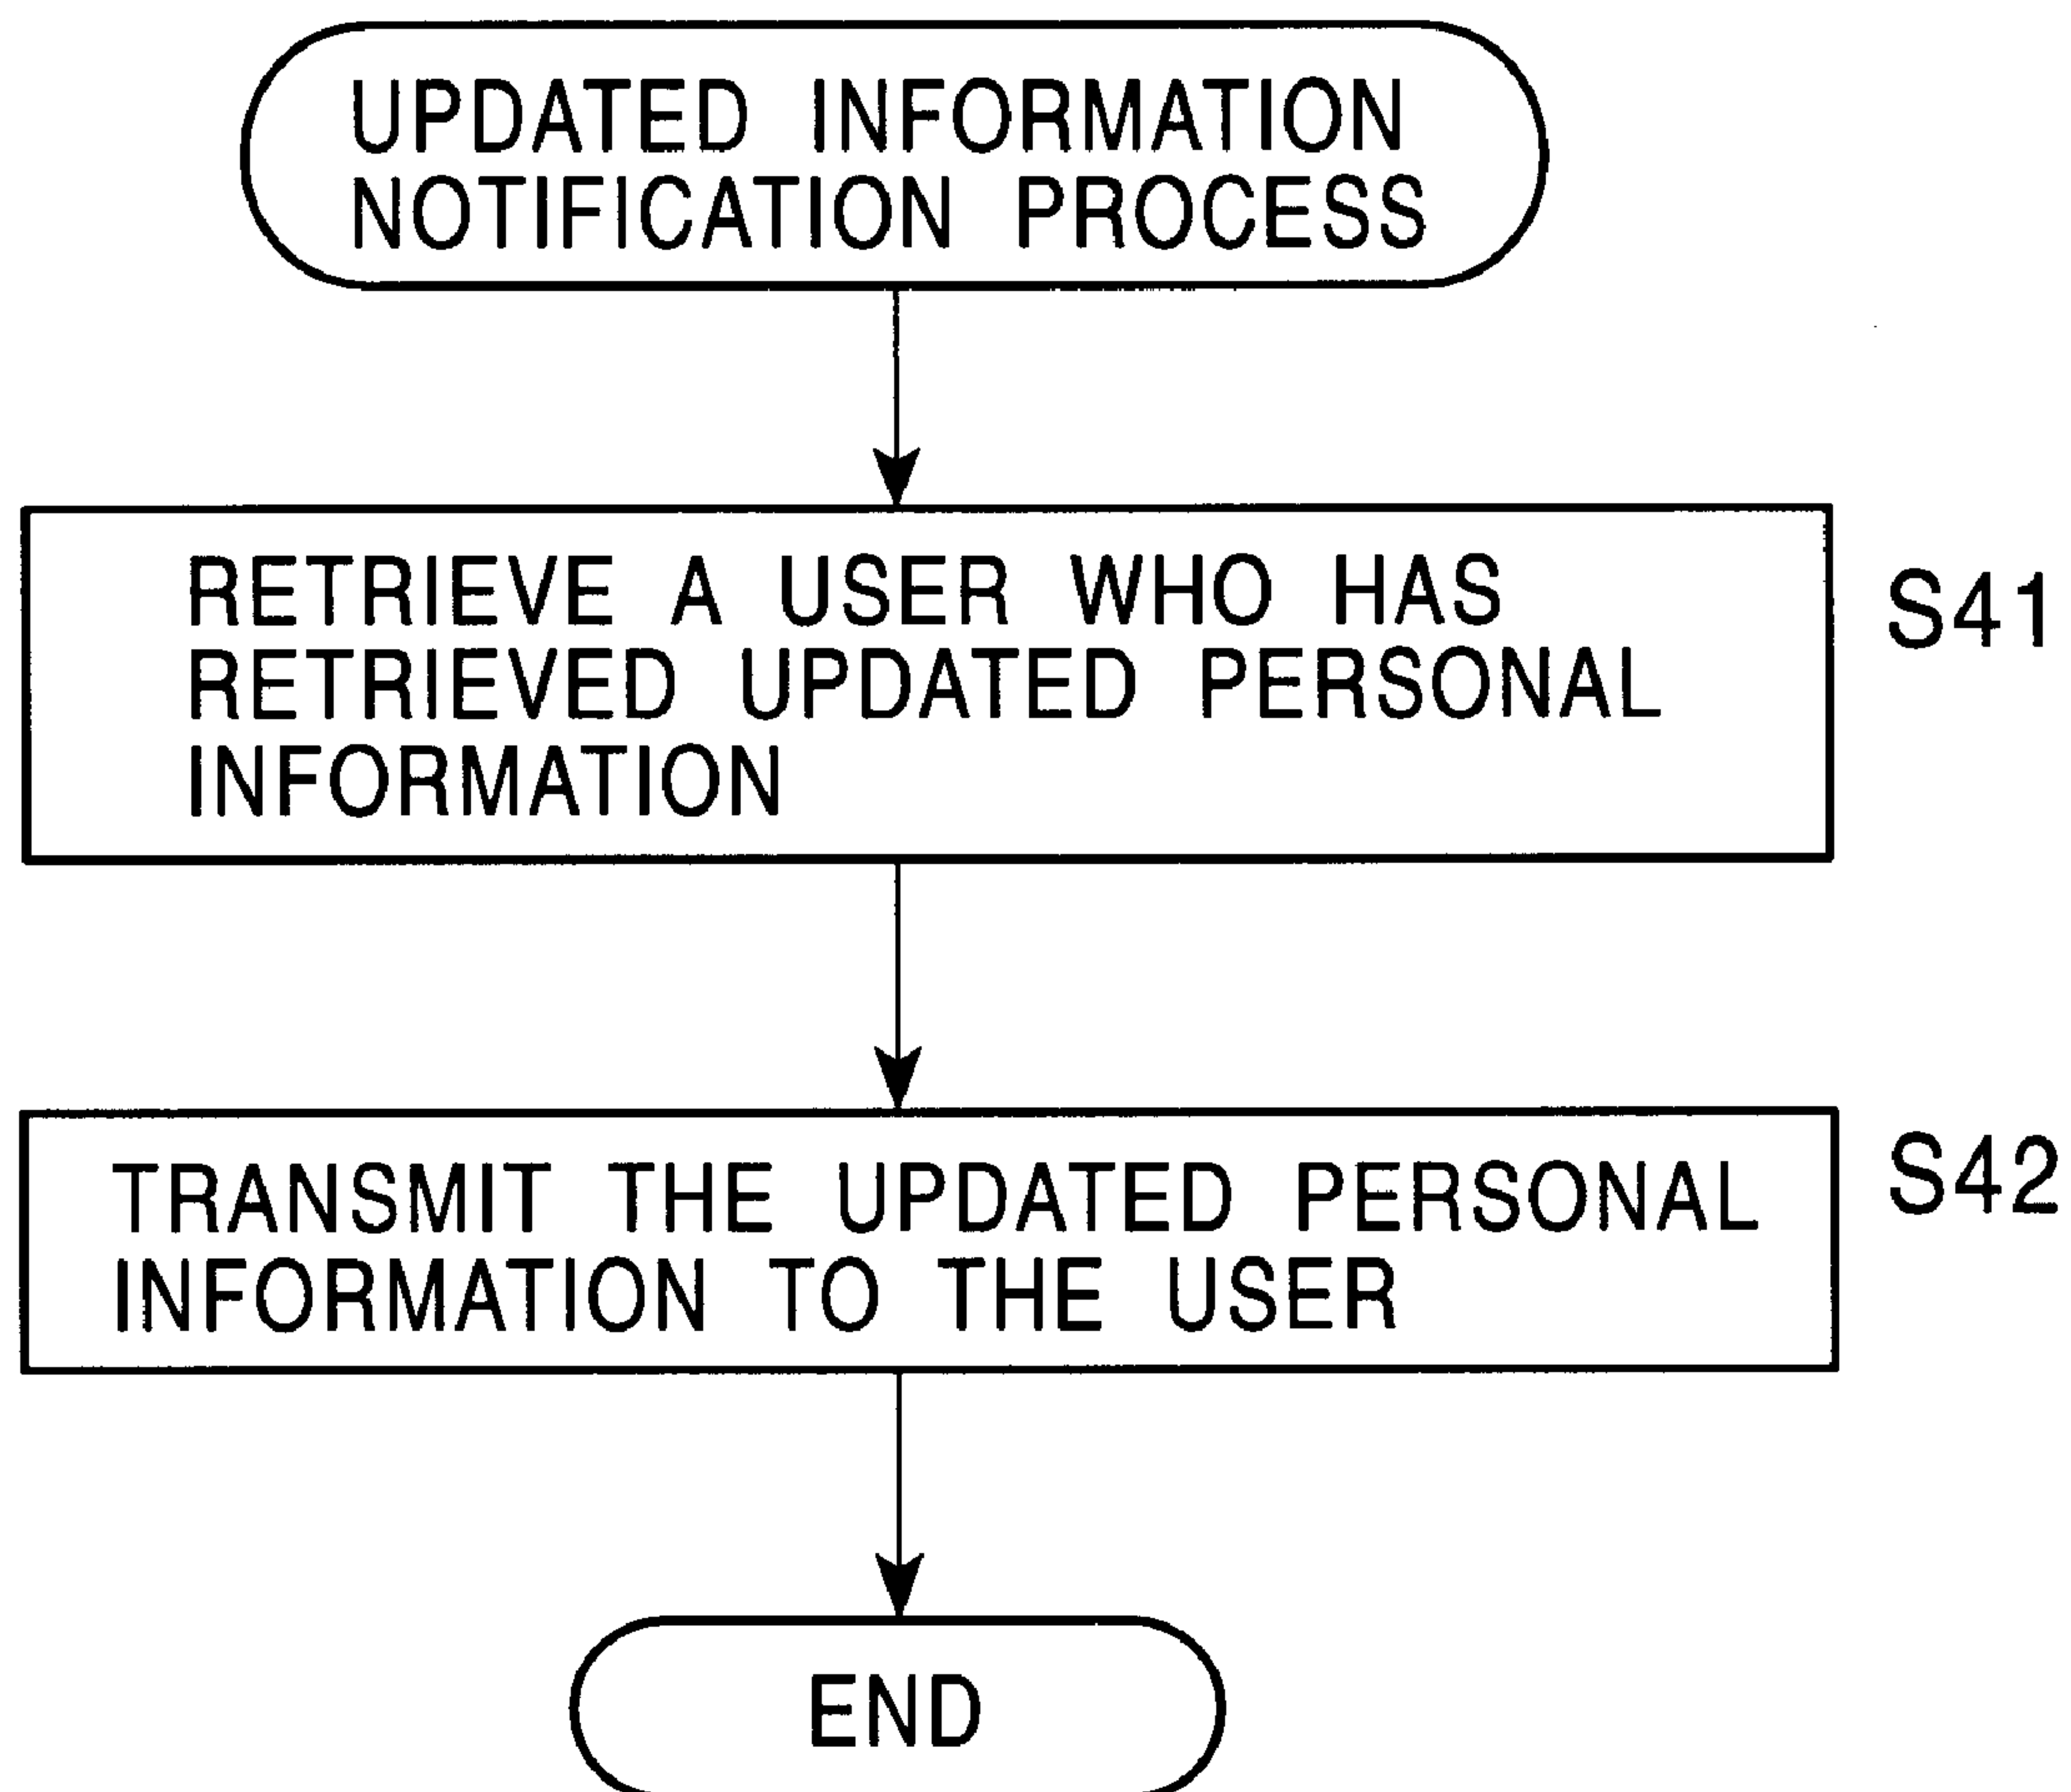 UPDATED INFORMATION
NOTIFICATION PROCESS
RETRIEVE A USER WHO HAS
RETRIEVED UPDATED PERSONAL
INFORMATION
S41
TRANSMIT THE UPDATED PERSONAL
INFORMATION TO THE USER
S42
END